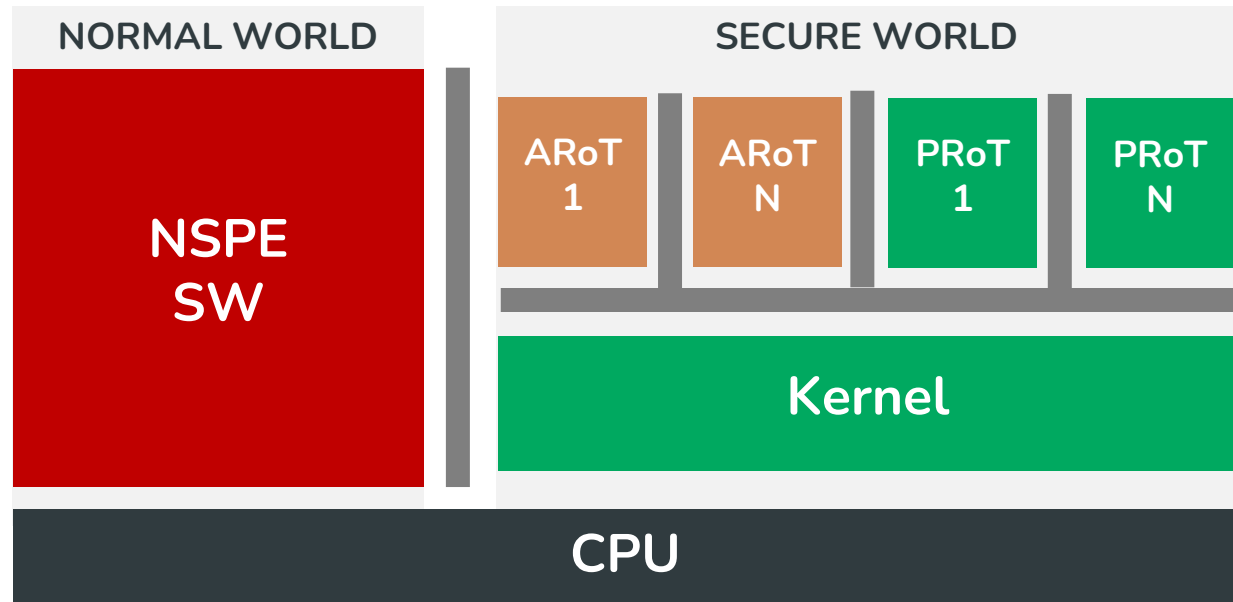 NORMAL WORLD
SECURE WORLD
NSPE
SW
ARoT
1
ARoT
N
PRoT
1
PRoT
N
Kernel
CPU